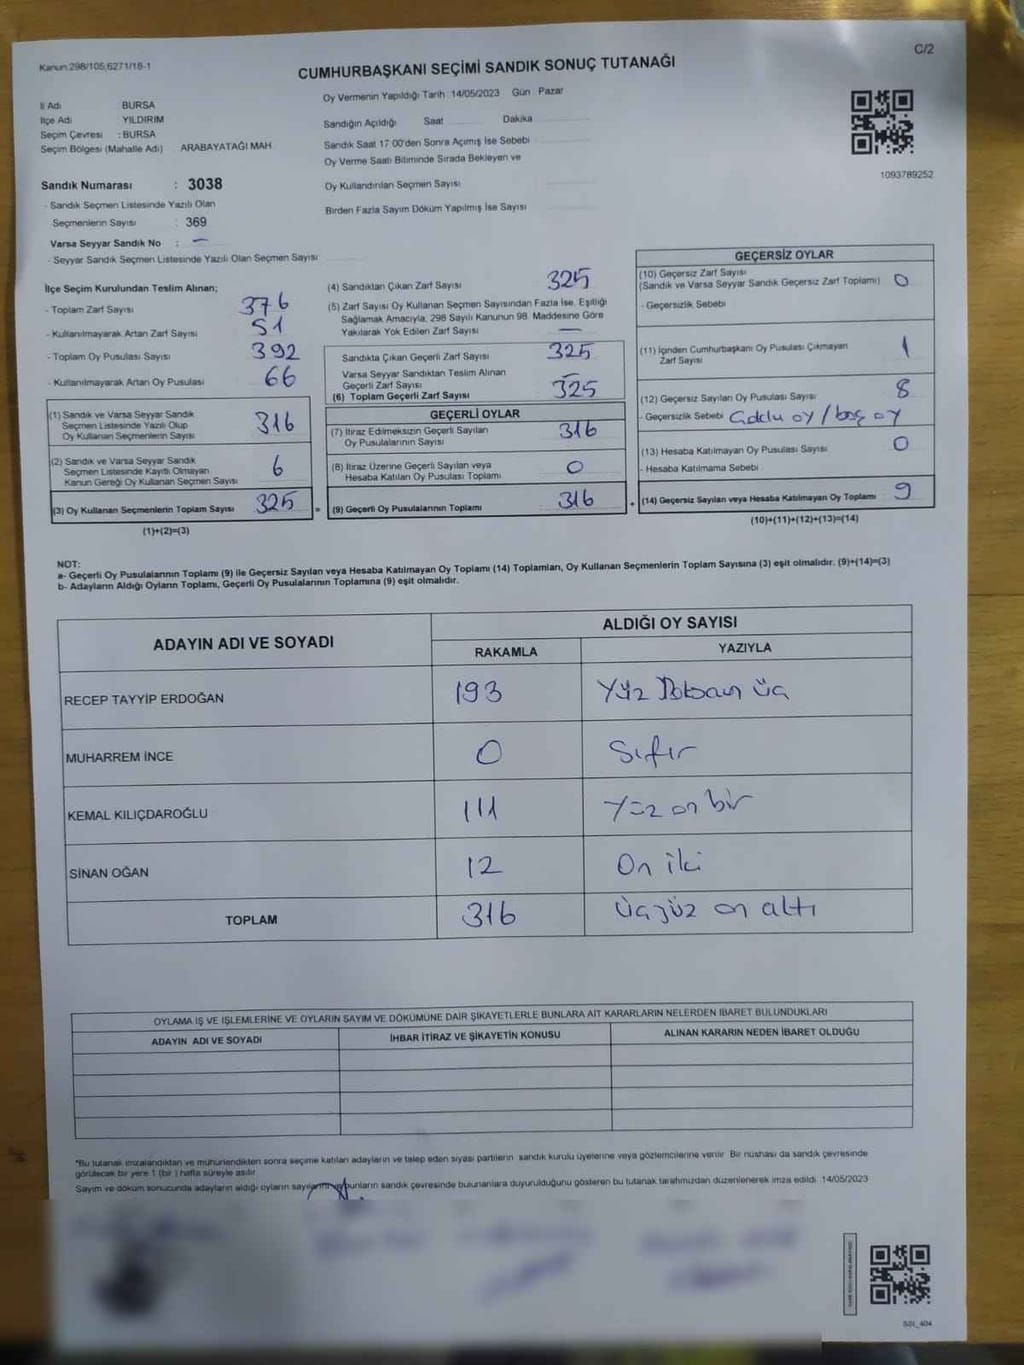 Kanun:298/105,6271/18-1
C/2
CUMHURBAŞKANI SEÇİMİ SANDIK SONUÇ TUTANAĞI
İl Adı BURSA
İlçe Adı YILDIRIM
Seçim Çevresi : BURSA
Seçim Bölgesi (Mahalle Adı) ARABAYATAĞI MAH
Oy Vermenin Yapıldığı Tarih 14/05/2023 Gün Pazar
Sandığın Açıldığı Saat Dakika
Sandık Saat 17:00'den Sonra Açımış İse Sebebi
Oy Verme Saati Bitiminde Sırada Bekleyen ve
Oy Kullandırılan Seçmen Sayısı
Birden Fazla Sayım Döküm Yapılmış İse Sayısı
1093789252
Sandık Numarası : 3038
- Sandık Seçmen Listesinde Yazılı Olan
Seçmenlerin Sayısı : 369
Varsa Seyyar Sandık No : —
- Seyyar Sandık Seçmen Listesinde Yazılı Olan Seçmen Sayısı:
İlçe Seçim Kurulundan Teslim Alınan;
- Toplam Zarf Sayısı 376
- Kullanılmayarak Artan Zarf Sayısı 51
- Toplam Oy Pusulası Sayısı 392
- Kullanılmayarak Artan Oy Pusulası 66
(1) Sandık ve Varsa Seyyar Sandık
Seçmen Listesinde Yazılı Olup
Oy Kullanan Seçmenlerin Sayısı 316
(2) Sandık ve Varsa Seyyar Sandık
Seçmen Listesinde Kayıtlı Olmayan
Kanun Gereği Oy Kullanan Seçmen Sayısı 6
(3) Oy Kullanan Seçmenlerin Toplam Sayısı 325
(1)+(2)=(3)
(4) Sandıktan Çıkan Zarf Sayısı 325
(5) Zarf Sayısı Oy Kullanan Seçmen Sayısından Fazla İse, Eşitliği
Sağlamak Amacıyla, 298 Sayılı Kanunun 98. Maddesine Göre
Yakılarak Yok Edilen Zarf Sayısı —
Sandıkta Çıkan Geçerli Zarf Sayısı 325
Varsa Seyyar Sandıktan Teslim Alınan
Geçerli Zarf Sayısı —
(6) Toplam Geçerli Zarf Sayısı 325
GEÇERLİ OYLAR
(7) İtiraz Edilmeksizin Geçerli Sayılan
Oy Pusulalarının Sayısı 316
(8) İtiraz Üzerine Geçerli Sayılan veya
Hesaba Katılan Oy Pusulası Toplamı 0
= (9) Geçerli Oy Pusulalarının Toplamı 316
GEÇERSİZ OYLAR
(10) Geçersiz Zarf Sayısı
(Sandık ve Varsa Seyyar Sandık Geçersiz Zarf Toplamı) 0
- Geçersizlik Sebebi
(11) İçinden Cumhurbaşkanı Oy Pusulası Çıkmayan
Zarf Sayısı 1
(12) Geçersiz Sayılan Oy Pusulası Sayısı 8
- Geçersizlik Sebebi Çoklu oy / boş oy
(13) Hesaba Katılmayan Oy Pusulası Sayısı 0
- Hesaba Katılmama Sebebi
+ (14) Geçersiz Sayılan veya Hesaba Katılmayan Oy Toplamı 9
(10)+(11)+(12)+(13)=(14)
NOT:
a- Geçerli Oy Pusulalarının Toplamı (9) ile Geçersiz Sayılan veya Hesaba Katılmayan Oy Toplamı (14) Toplamları, Oy Kullanan Seçmenlerin Toplam Sayısına (3) eşit olmalıdır. (9)+(14)=(3)
b- Adayların Aldığı Oyların Toplamı, Geçerli Oy Pusulalarının Toplamına (9) eşit olmalıdır.
ADAYIN ADI VE SOYADI
ALDIĞI OY SAYISI
RAKAMLA YAZIYLA
RECEP TAYYİP ERDOĞAN 193 Yüz Doksan üç
MUHARREM İNCE 0 Sıfır
KEMAL KILIÇDAROĞLU 111 Yüz on bir
SİNAN OĞAN 12 On iki
TOPLAM 316 Üçyüz on altı
OYLAMA İŞ VE İŞLEMLERİNE VE OYLARIN SAYIM VE DÖKÜMÜNE DAİR ŞİKAYETLERLE BUNLARA AİT KARARLARIN NELERDEN İBARET BULUNDUKLARI
ADAYIN ADI VE SOYADI İHBAR İTİRAZ VE ŞİKAYETİN KONUSU ALINAN KARARIN NEDEN İBARET OLDUĞU
*Bu tutanak imzalandıktan ve mühürlendikten sonra seçime katılan adayların ve talep eden siyasi partilerin sandık kurulu üyelerine veya gözlemcilerine verilir. Bir nüshası da sandık çevresinde
görülecek bir yere 1 (bir ) hafta süreyle asılır.
Sayım ve döküm sonucunda adayların aldığı oyların bunların sandık çevresinde bulunanlara duyurulduğunu gösteren bu tutanak tarafımızdan düzenlenerek imza edildi. 14/05/2023
SSI_404